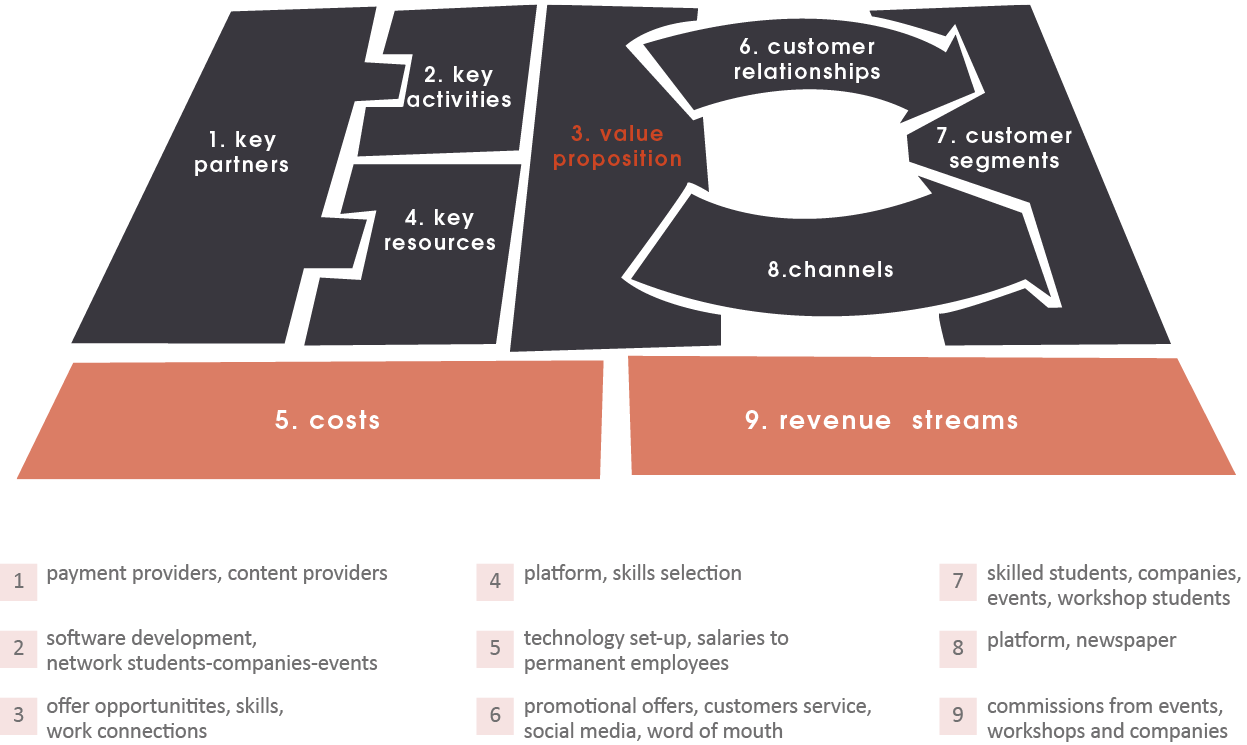 1. key
partners
2. key
activities
3. value
proposition
4. key
resources
6. customer
relationships
7. customer
segments
8.channels
5. costs
9. revenue streams
1 payment providers, content providers
2 software development,
network students-companies-events
3 offer opportunitites, skills,
work connections
4 platform, skills selection
5 technology set-up, salaries to
permanent employees
6 promotional offers, customers service,
social media, word of mouth
7 skilled students, companies,
events, workshop students
8 platform, newspaper
9 commissions from events,
workshops and companies